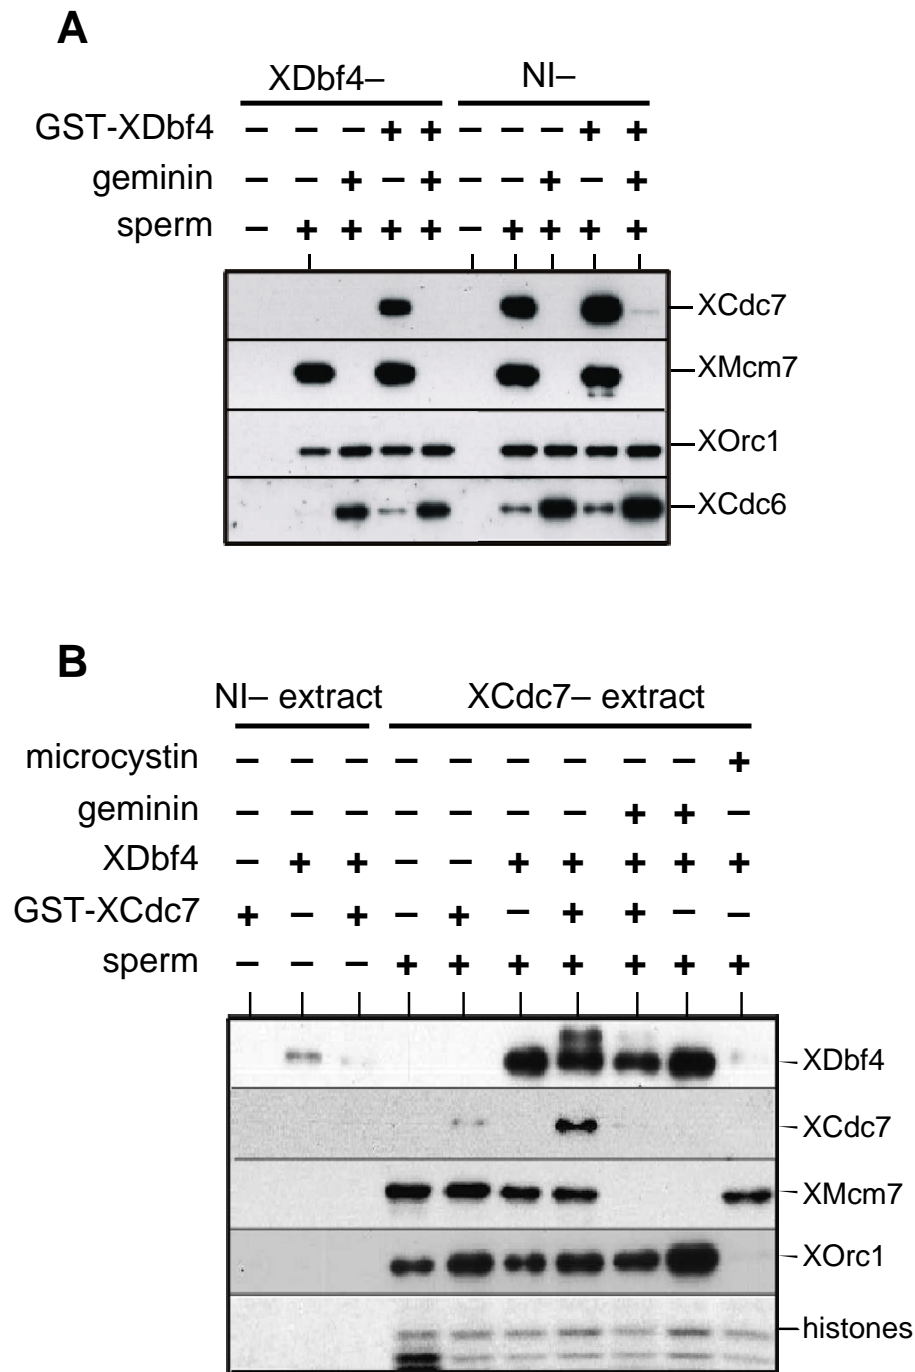 A
XDbf4– NI–
GST-XDbf4 – – – + + – – – + +
geminin – – + – + – – + – +
sperm – + + + + – + + + +
XCdc7
XMcm7
XOrc1
XCdc6
B
NI– extract XCdc7– extract
microcystin – – – – – – – – – +
geminin – – – – – – – + + –
XDbf4 – + + – – + + + + +
GST-XCdc7 + – + – + – + + – –
sperm – – – + + + + + + +
XDbf4
XCdc7
XMcm7
XOrc1
histones